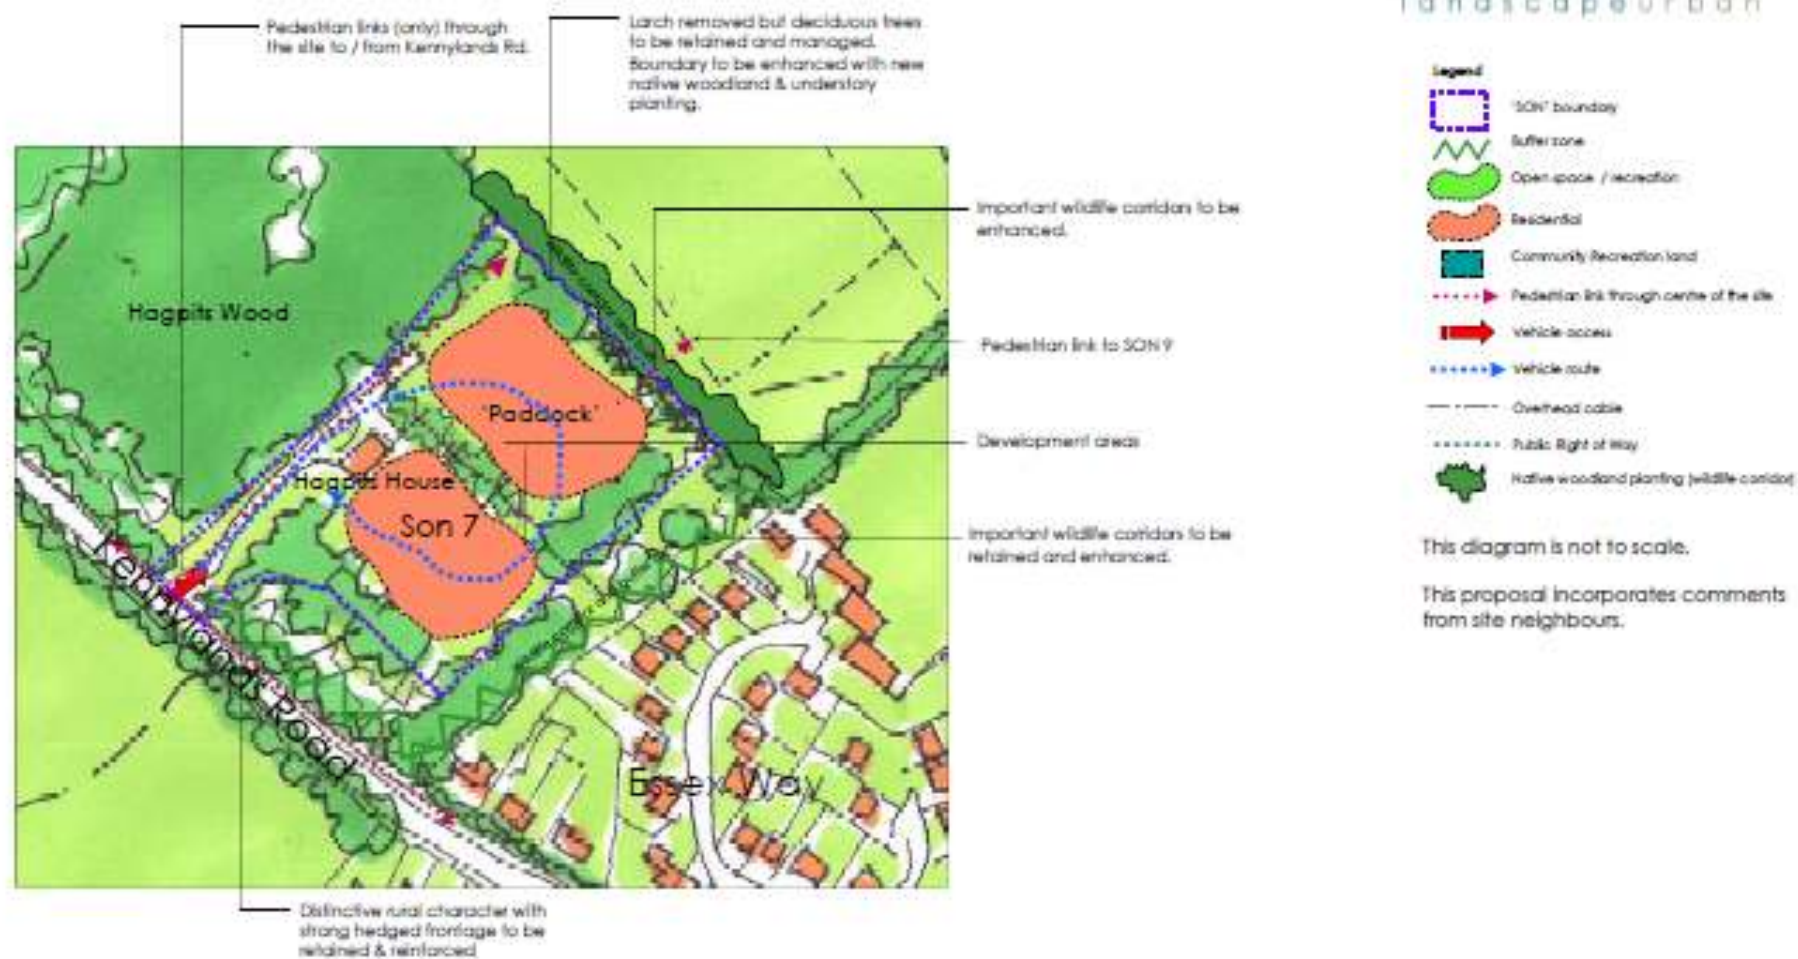 landscape urban
Pedestrian links (only) through
the site to / from Kennylands Rd.
Larch removed but deciduous trees
to be retained and managed.
Boundary to be enhanced with new
native woodland & understory
planting.
Important wildlife corridors to be
enhanced.
Pedestrian link to SON 9
Development areas
Important wildlife corridors to be
retained and enhanced.
Hagpits Wood
'Paddock'
Hagpits House
Son 7
Kennylands Road
Essex Way
Distinctive rural character with
strong hedged frontage to be
retained & reinforced
Legend
'SON' boundary
Buffer zone
Open space / recreation
Residential
Community Recreation land
Pedestrian link through centre of the site
Vehicle access
Vehicle route
Overhead cable
Public Right of Way
Native woodland planting (wildlife corridor)
This diagram is not to scale.
This proposal incorporates comments
from site neighbours.